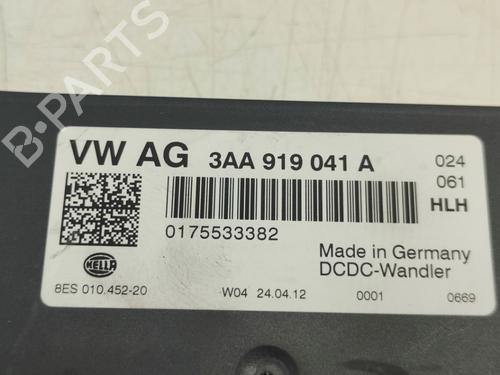 B-PARTS
VW AG 3AA 919 041 A 024
061
HLH
0175533382
Made in Germany
DCDC-Wandler
HELLA
8ES 010.452-20 W04 24.04.12 0001 0669